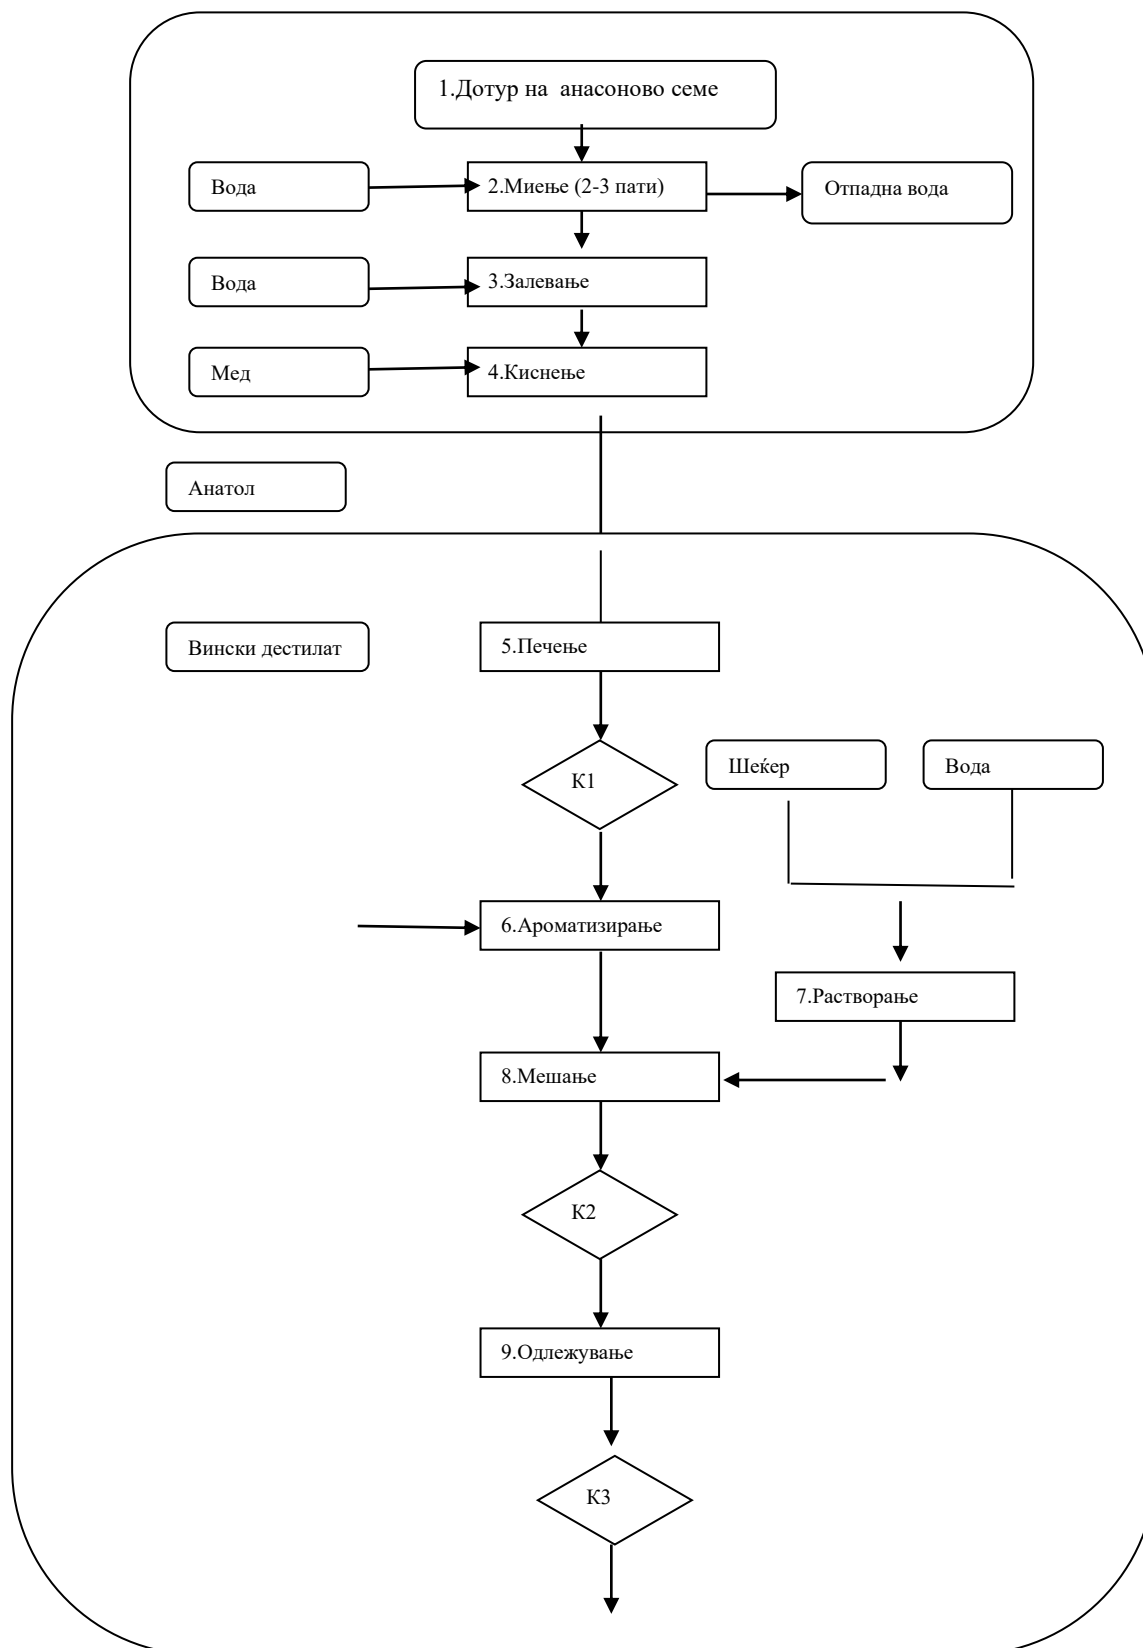 1.Дотур на анасоново семе
Вода
2.Миење (2-3 пати)
Отпадна вода
Вода
3.Залевање
Мед
4.Киснење
Анатол
Вински дестилат
5.Печење
К1
Шеќер
Вода
6.Ароматизирање
7.Растворање
8.Мешање
К2
9.Одлежување
К3